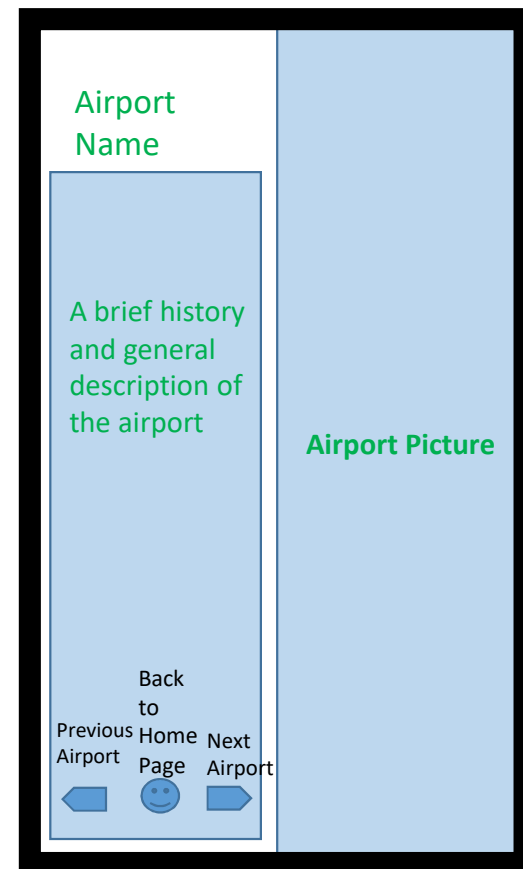 Airport
Name
A brief history
and general
description of
the airport
Airport Picture
Back
to
Home
Page
Previous
Airport
Next
Airport